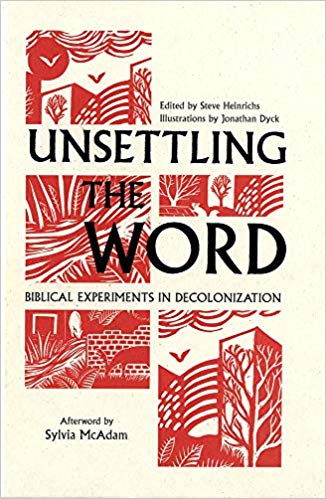 Edited by Steve Heinrichs
Illustrations by Jonathan Dyck
UNSETTLING
THE
WORD
BIBLICAL EXPERIMENTS IN DECOLONIZATION
Afterword by
Sylvia McAdam